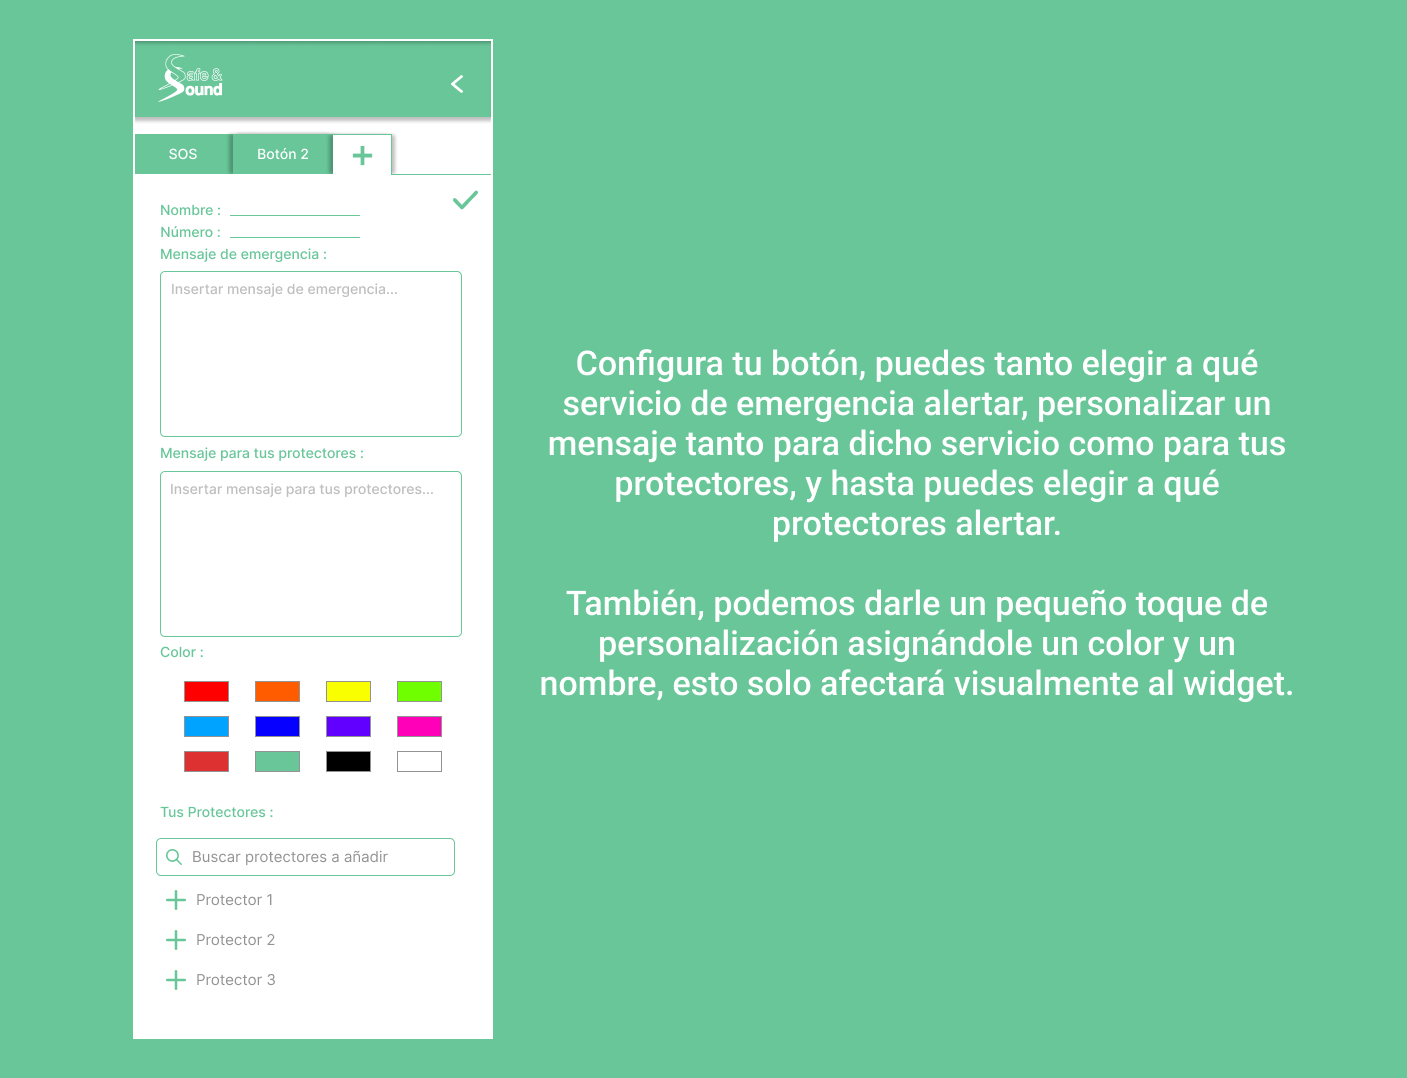 Safe &
Sound
SOS
Botón 2
Nombre :
Número :
Mensaje de emergencia :
Insertar mensaje de emergencia...
Mensaje para tus protectores :
Insertar mensaje para tus protectores...
Color :
Tus Protectores :
Buscar protectores a añadir
Protector 1
Protector 2
Protector 3
Configura tu botón, puedes tanto elegir a qué
servicio de emergencia alertar, personalizar un
mensaje tanto para dicho servicio como para tus
protectores, y hasta puedes elegir a qué
protectores alertar.
También, podemos darle un pequeño toque de
personalización asignándole un color y un
nombre, esto solo afectará visualmente al widget.